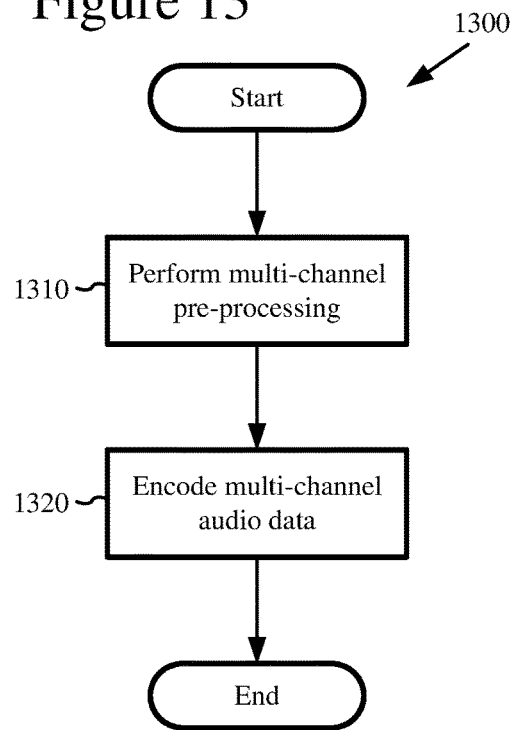 Figure 13
1300
Start
1310
Perform multi-channel
pre-processing
1320
Encode multi-channel
audio data
End